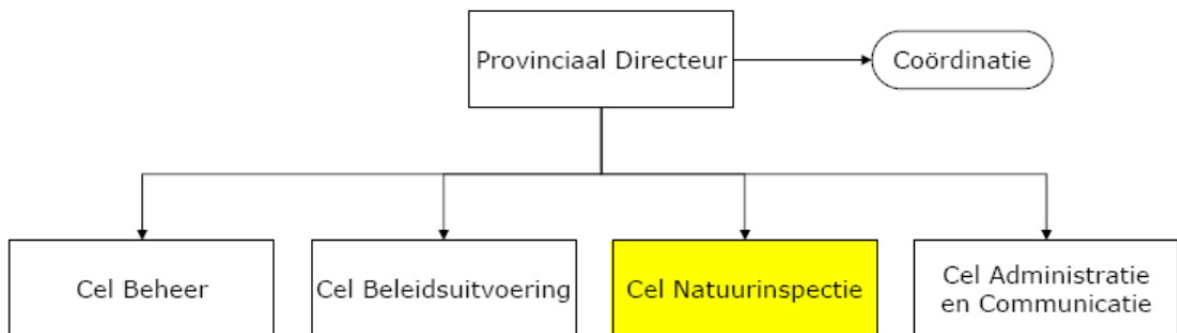 Provinciaal Directeur
Coördinatie
Cel Beheer
Cel Beleidsuitvoering
Cel Natuurinspectie
Cel Administratie
en Communicatie